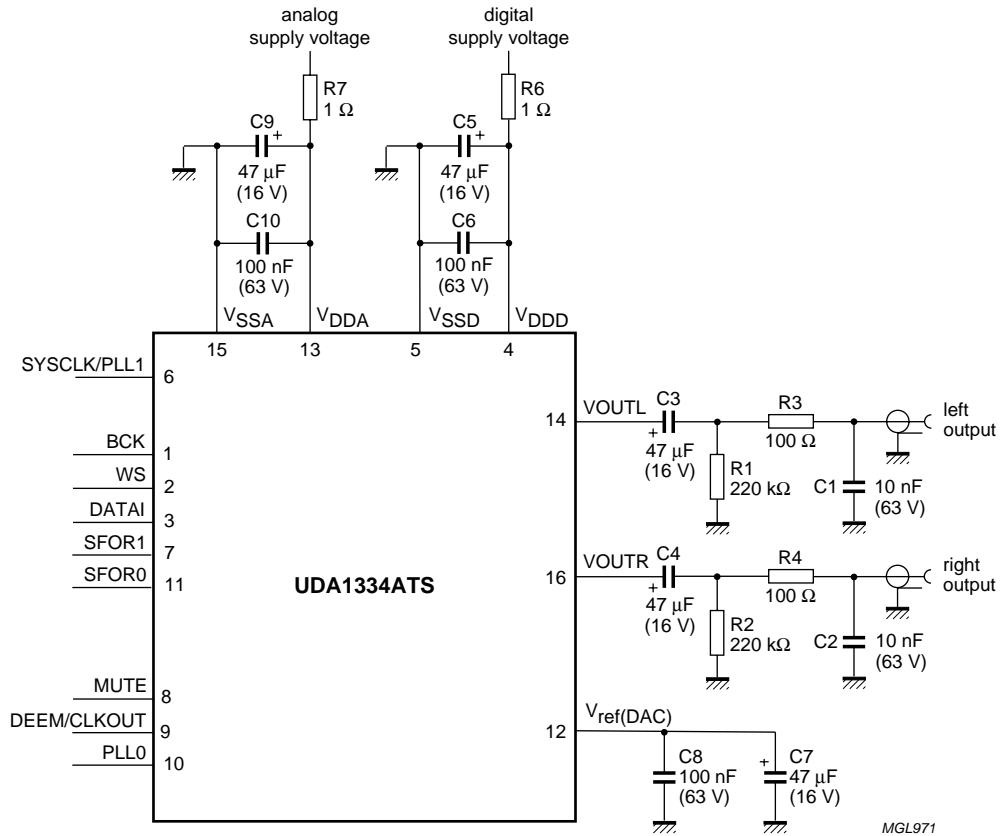 analog
supply voltage
digital
supply voltage
R7
1 Ω
R6
1 Ω
C9
+
47 μF
(16 V)
C5
+
47 μF
(16 V)
C10
100 nF
(63 V)
C6
100 nF
(63 V)
VSSA
VDDA
VSSD
VDDD
15
13
5
4
SYSCLK/PLL1
6
BCK
1
WS
2
DATAI
3
SFOR1
7
SFOR0
11
MUTE
8
DEEM/CLKOUT
9
PLL0
10
UDA1334ATS
14
VOUTL
C3
+
47 μF
(16 V)
R1
220 kΩ
R3
100 Ω
C1
10 nF
(63 V)
left
output
16
VOUTR
C4
+
47 μF
(16 V)
R2
220 kΩ
R4
100 Ω
C2
10 nF
(63 V)
right
output
12
Vref(DAC)
C8
100 nF
(63 V)
+
C7
47 μF
(16 V)
MGL971